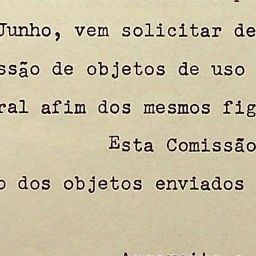 Junho, vem solicitar de
ssão de objetos de uso
ral afim dos mesmos fig
Esta Comissão
o dos objetos enviados